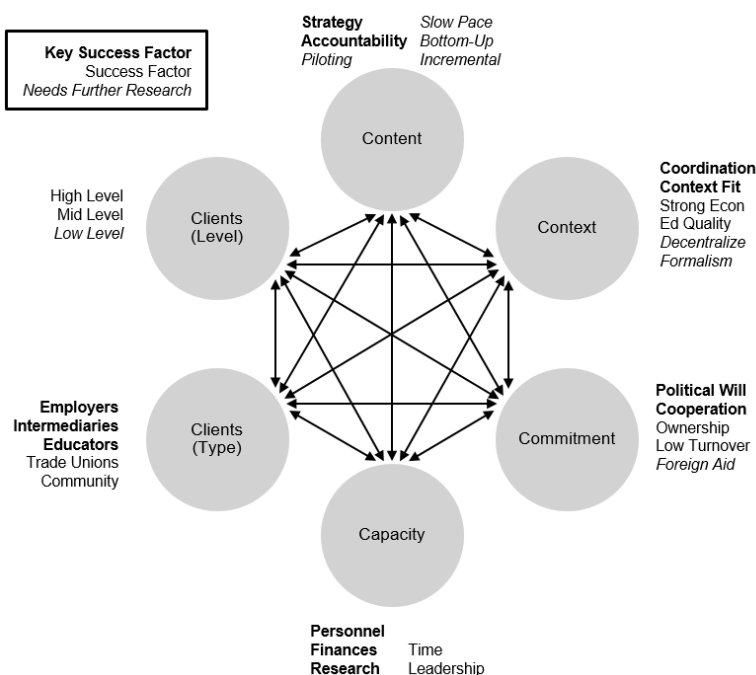 Strategy
Accountability
Piloting
Slow Pace
Bottom-Up
Incremental
Key Success Factor
Success Factor
Needs Further Research
Content
High Level
Mid Level
Low Level
Clients
(Level)
Context
Coordination
Context Fit
Strong Econ
Ed Quality
Decentralize
Formalism
Employers
Intermediaries
Educators
Trade Unions
Community
Clients
(Type)
Commitment
Political Will
Cooperation
Ownership
Low Turnover
Foreign Aid
Capacity
Personnel
Finances
Research
Time
Leadership